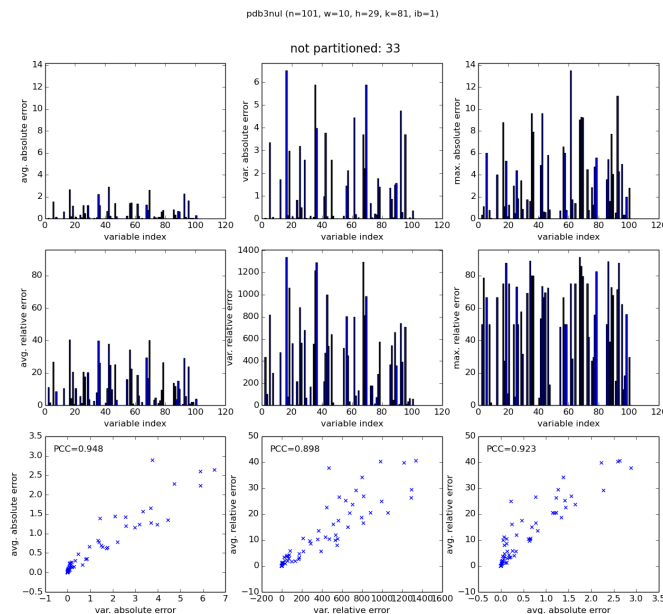 pdb3nul (n=101, w=10, h=29, k=81, ib=1)
not partitioned: 33
14
12
10
8
6
4
2
0
avg. absolute error
0 20 40 60 80 100 120
variable index
7
6
5
4
3
2
1
0
var. absolute error
0 20 40 60 80 100 120
variable index
14
12
10
8
6
4
2
0
max. absolute error
0 20 40 60 80 100 120
variable index
80
60
40
20
0
avg. relative error
0 20 40 60 80 100 120
variable index
1400
1200
1000
800
600
400
200
0
var. relative error
0 20 40 60 80 100 120
variable index
80
60
40
20
0
max. relative error
0 20 40 60 80 100 120
variable index
3.5
3.0
2.5
2.0
1.5
1.0
0.5
0.0
−0.5
avg. absolute error
PCC=0.948
−1 0 1 2 3 4 5 6 7
var. absolute error
50
40
30
20
10
0
−10
avg. relative error
PCC=0.898
−200 0 200 400 600 800 1000 1200 1400 1600
var. relative error
50
40
30
20
10
0
−10
avg. relative error
PCC=0.923
−0.5 0.0 0.5 1.0 1.5 2.0 2.5 3.0 3.5
avg. absolute error